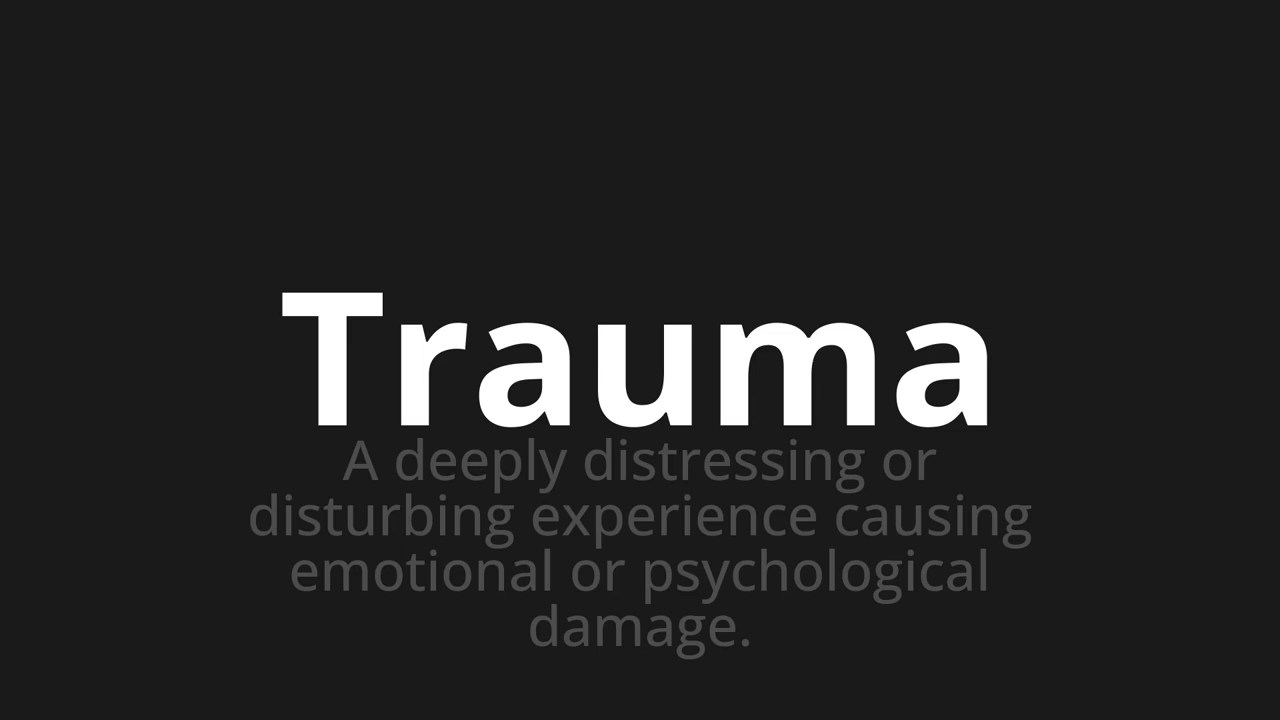 Trauma
A deeply distressing or
disturbing experience causing
emotional or psychological
damage.